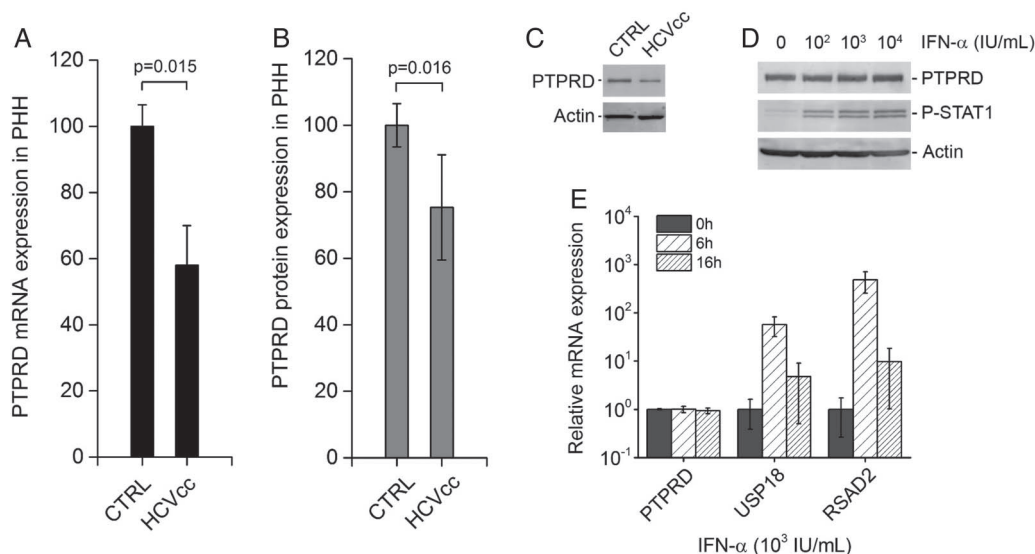 A
PTPRD mRNA expression in PHH
120
100
80
60
40
20
0
p=0.015
CTRL
HCVcc
B
PTPRD protein expression in PHH
120
100
80
60
40
20
0
p=0.016
CTRL
HCVcc
C
CTRL
HCVcc
PTPRD
Actin
D
0 10² 10³ 10⁴ IFN-α (IU/mL)
PTPRD
P-STAT1
Actin
E
Relative mRNA expression
10⁴
10³
10²
10¹
10⁰
10⁻¹
0h
6h
16h
PTPRD
USP18
RSAD2
IFN-α (10³ IU/mL)